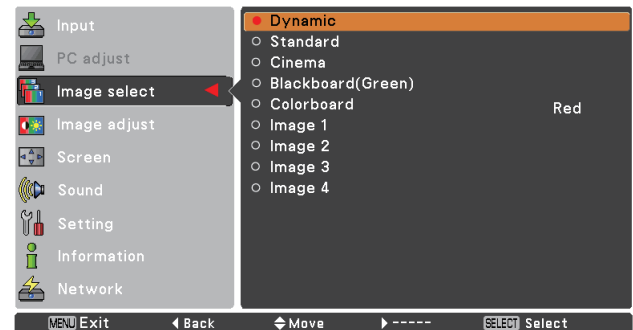 Input
PC adjust
Image select
Image adjust
Screen
Sound
Setting
Information
Network
Dynamic
Standard
Cinema
Blackboard(Green)
Colorboard
Red
Image 1
Image 2
Image 3
Image 4
MENU Exit
Back
Move
-----
SELECT Select